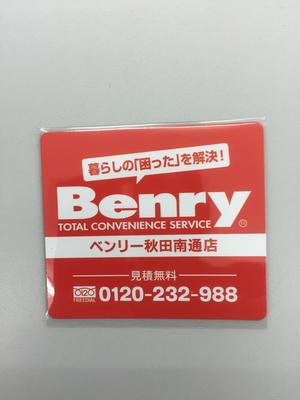 暮らしの「困った」を解決！
Benry
TOTAL CONVENIENCE SERVICE
ベンリー秋田南通店
見積無料
FREEDIAL 0120-232-988